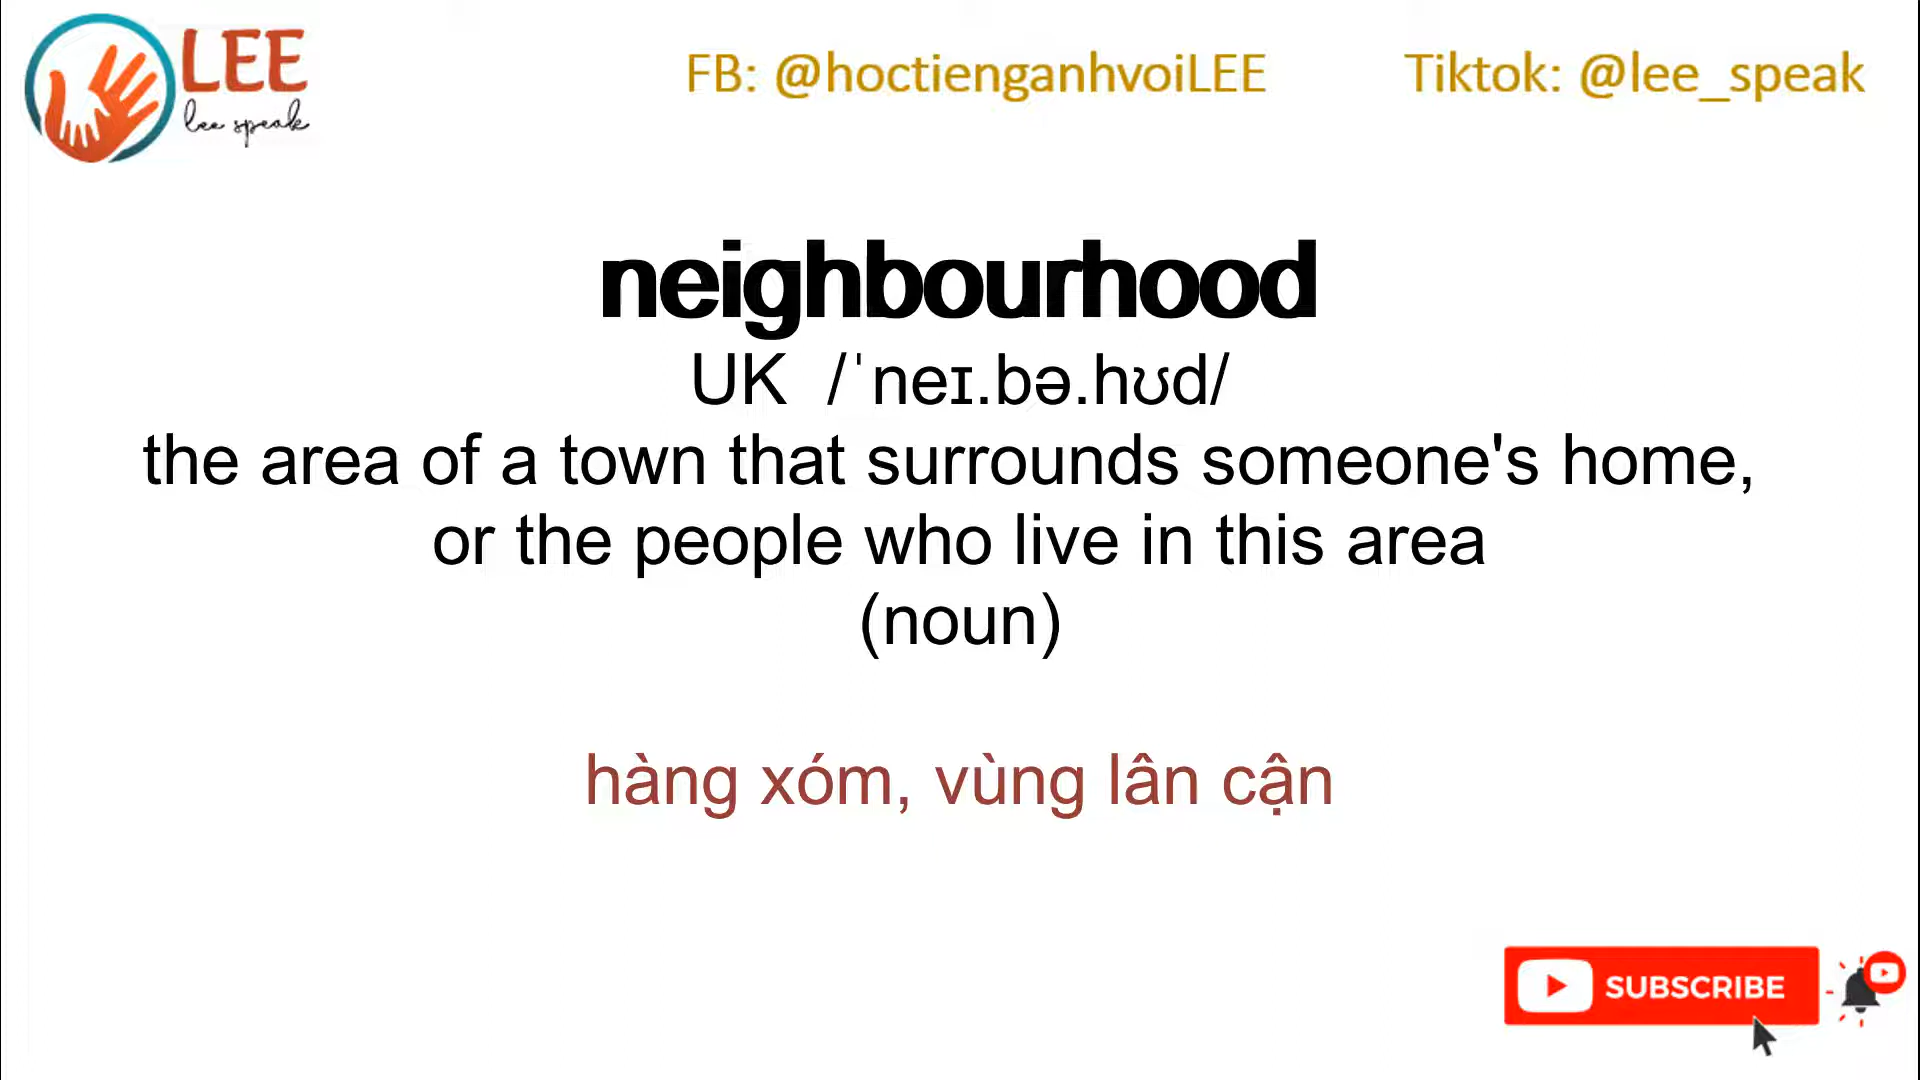 LEE
lee speak
FB: @hoctienganhvoiLEE
Tiktok: @lee_speak
neighbourhood
UK /ˈneɪ.bə.hʊd/
the area of a town that surrounds someone's home,
or the people who live in this area
(noun)
hàng xóm, vùng lân cận
SUBSCRIBE